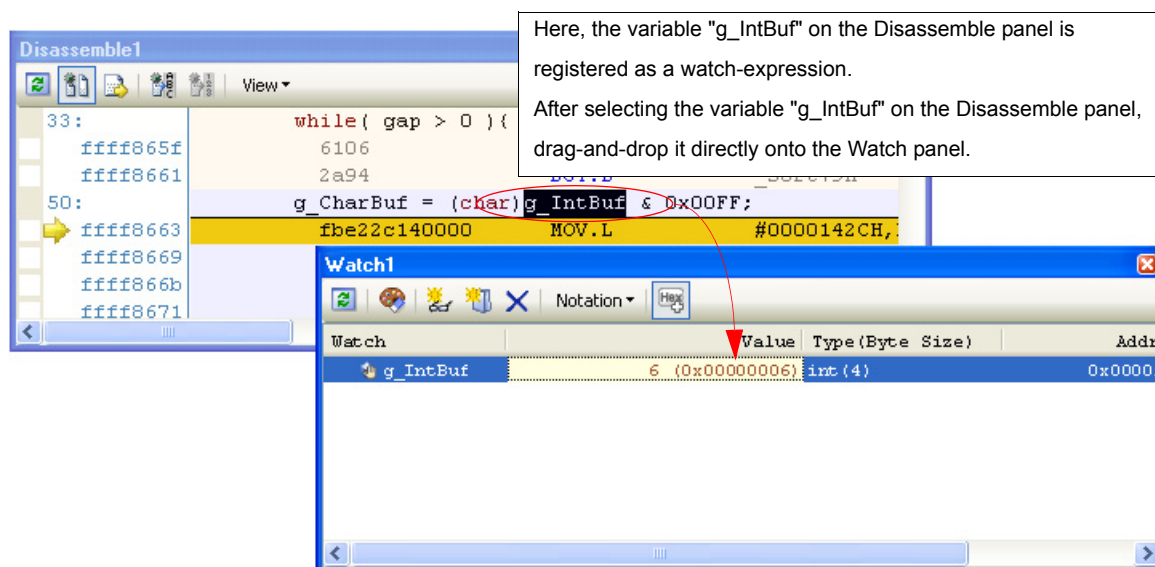 Here, the variable "g_IntBuf" on the Disassemble panel is
registered as a watch-expression.
After selecting the variable "g_IntBuf" on the Disassemble panel,
drag-and-drop it directly onto the Watch panel.
Disassemble1
View
33: while( gap > 0 ){
ffff865f 6106
ffff8661 2a94
50: g_CharBuf = (char)g_IntBuf & 0x00FF;
ffff8663 fbe22c140000 MOV.L #0000142CH,
ffff8669
ffff866b
ffff8671
Watch1
Notation Hex
Watch Value Type(Byte Size) Addr
g_IntBuf 6 (0x00000006) int(4) 0x0000